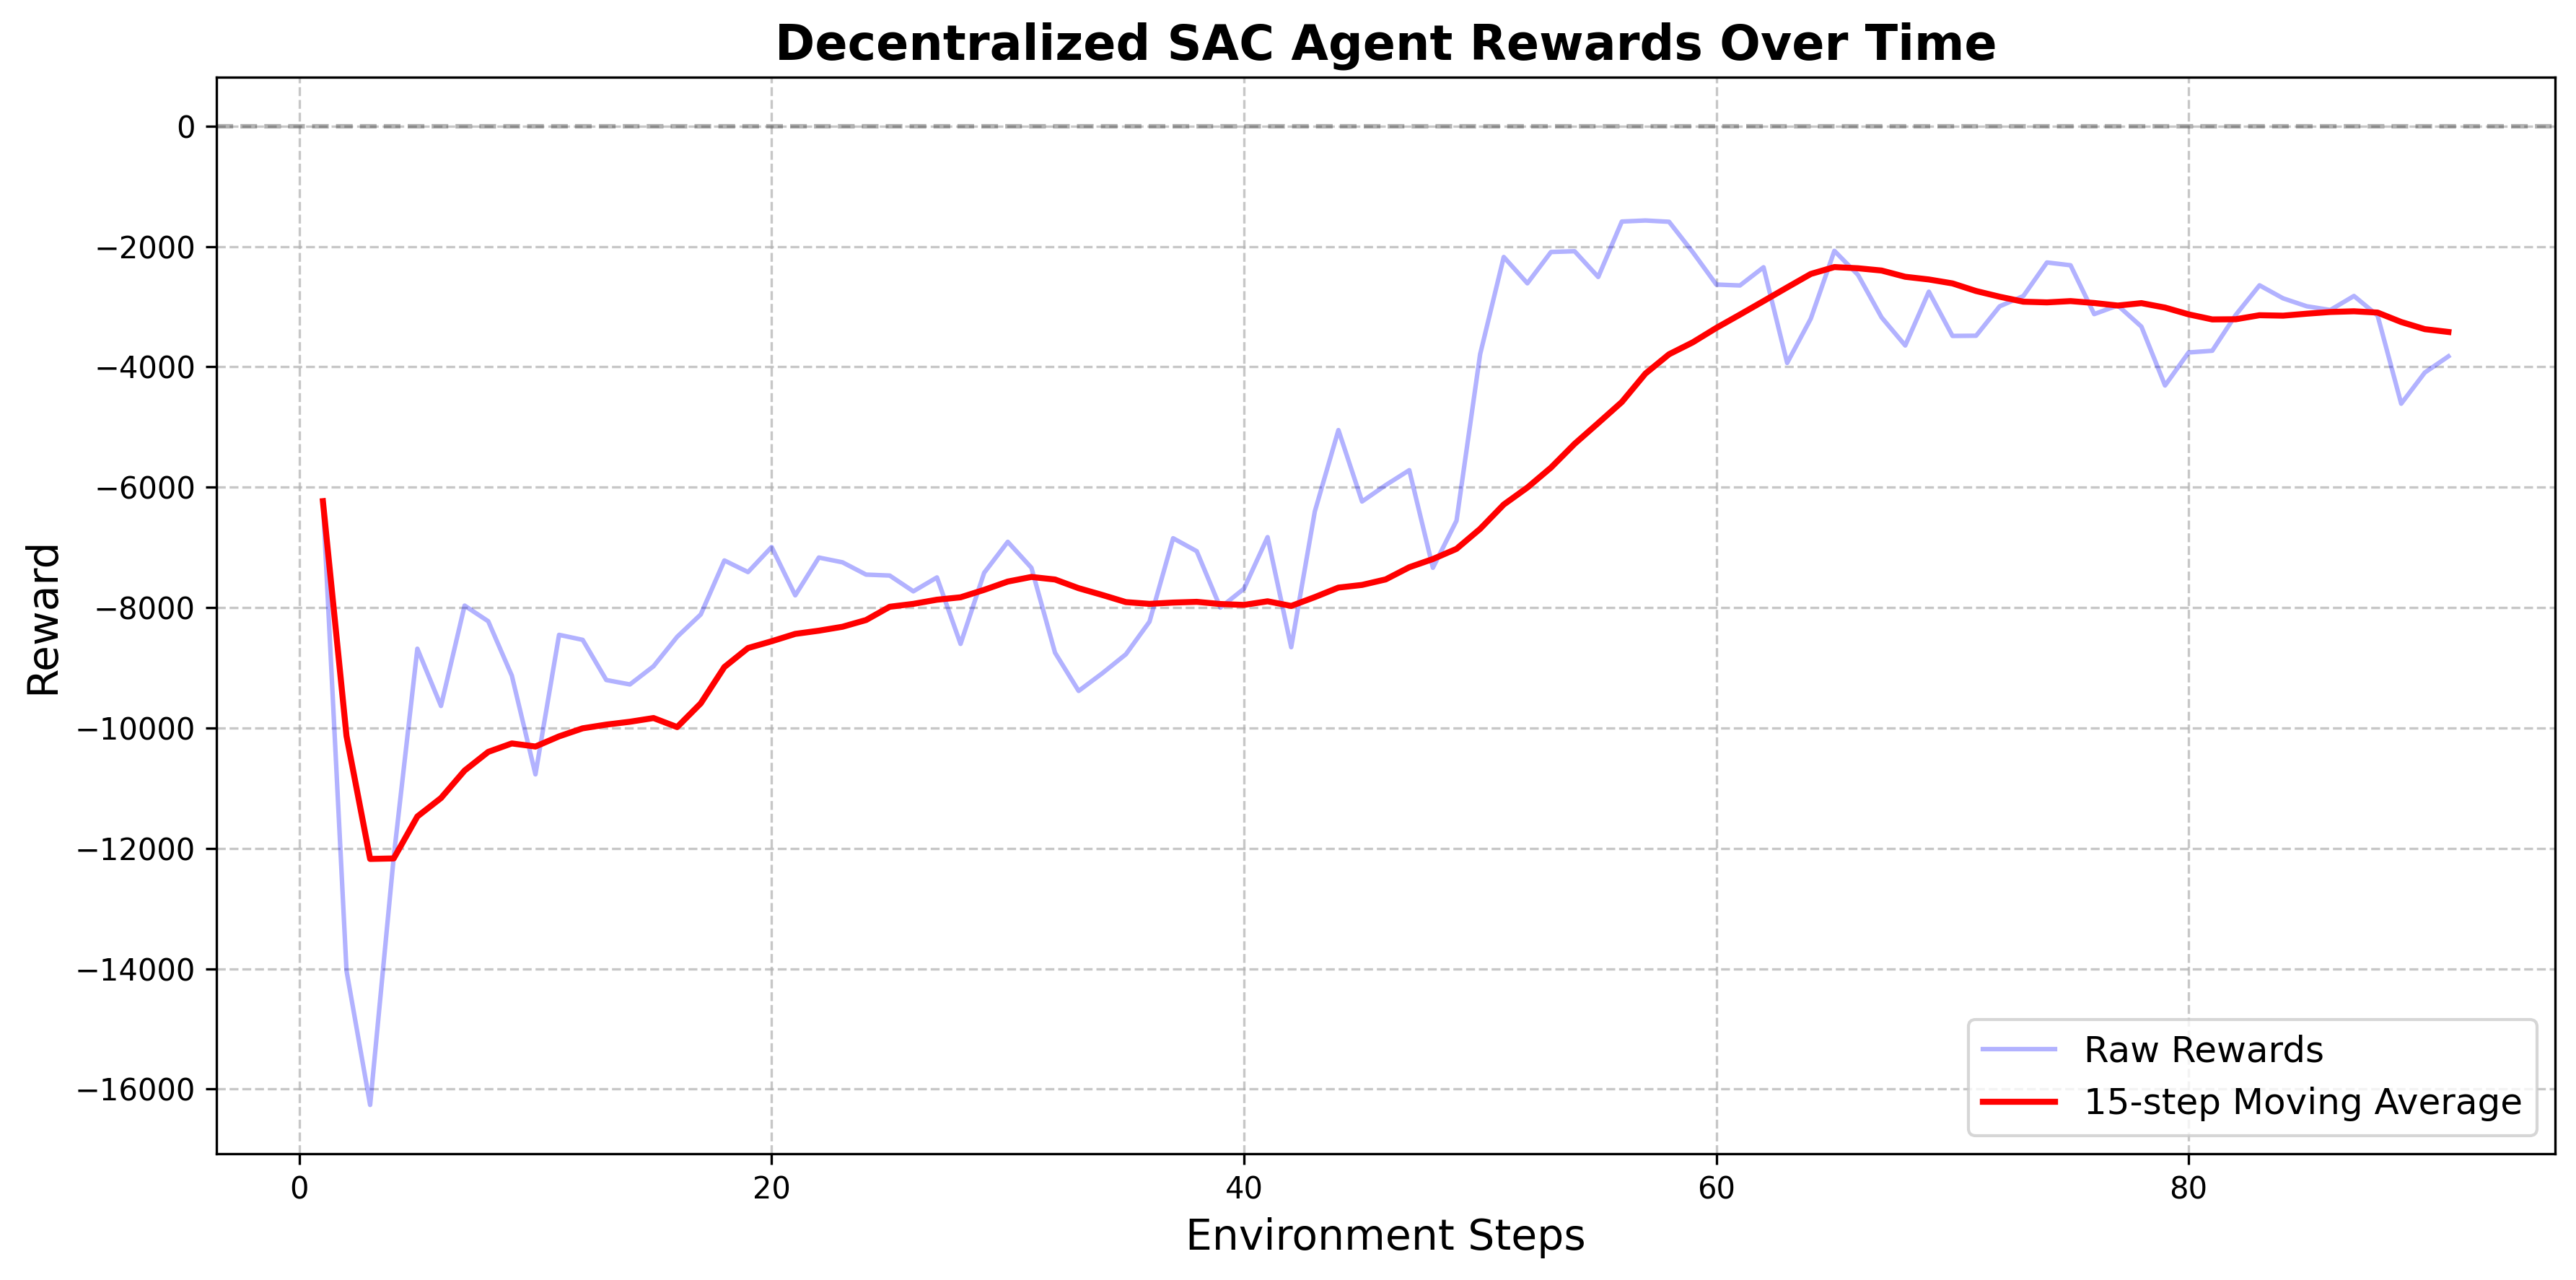 Decentralized SAC Agent Rewards Over Time
0
−2000
−4000
−6000
−8000
−10000
−12000
−14000
−16000
Reward
0 20 40 60 80
Environment Steps
Raw Rewards
15-step Moving Average